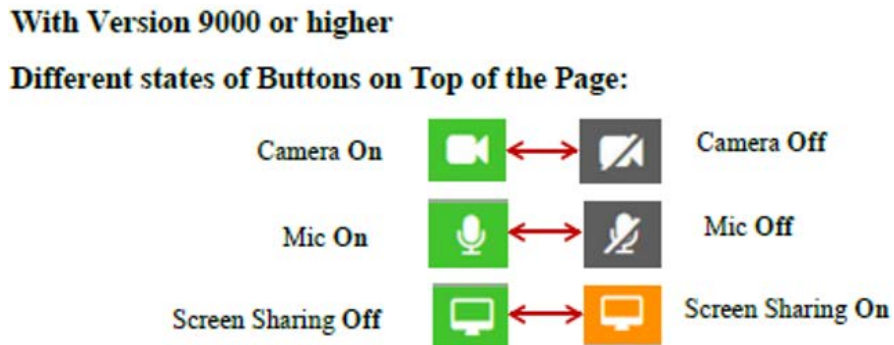 With Version 9000 or higher
Different states of Buttons on Top of the Page:
Camera On
Camera Off
Mic On
Mic Off
Screen Sharing Off
Screen Sharing On